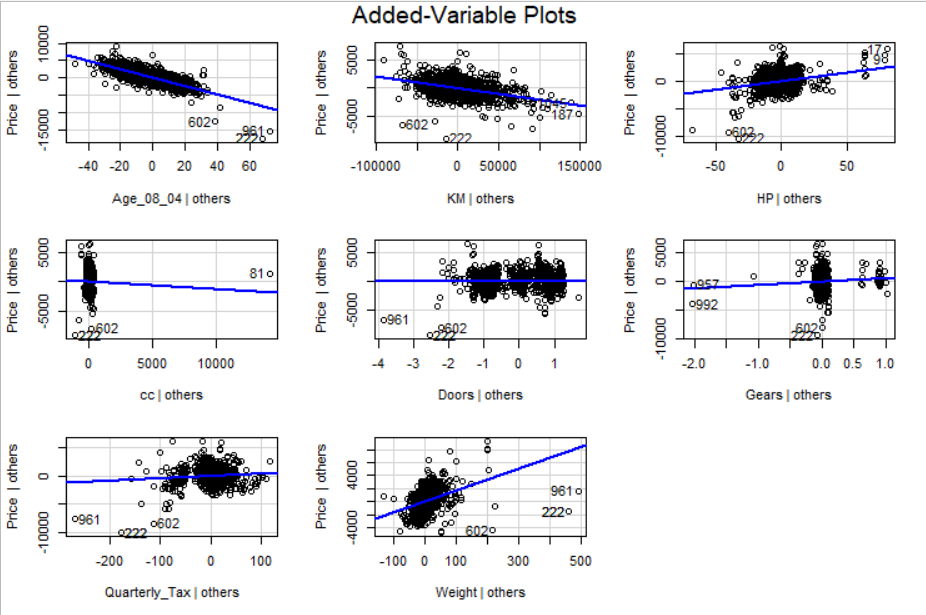 Added-Variable Plots
Price | others
-15000 0 10000
602
961
222
-40 -20 0 20 40 60
Age_08_04 | others
Price | others
-5000 5000
602
222
187
-100000 0 50000 150000
KM | others
Price | others
-10000 0
17
9
602
222
-50 0 50
HP | others
Price | others
-5000 5000
81
602
222
0 5000 10000
cc | others
Price | others
-5000 5000
961
602
222
-4 -3 -2 -1 0 1
Doors | others
Price | others
-10000 0 5000
957
992
602
222
-2.0 -1.0 0.0 0.5 1.0
Gears | others
Price | others
-10000 0
961
602
222
-200 -100 0 50 100
Quarterly_Tax | others
Price | others
-4000 4000
961
222
602
-100 0 100 300 500
Weight | others